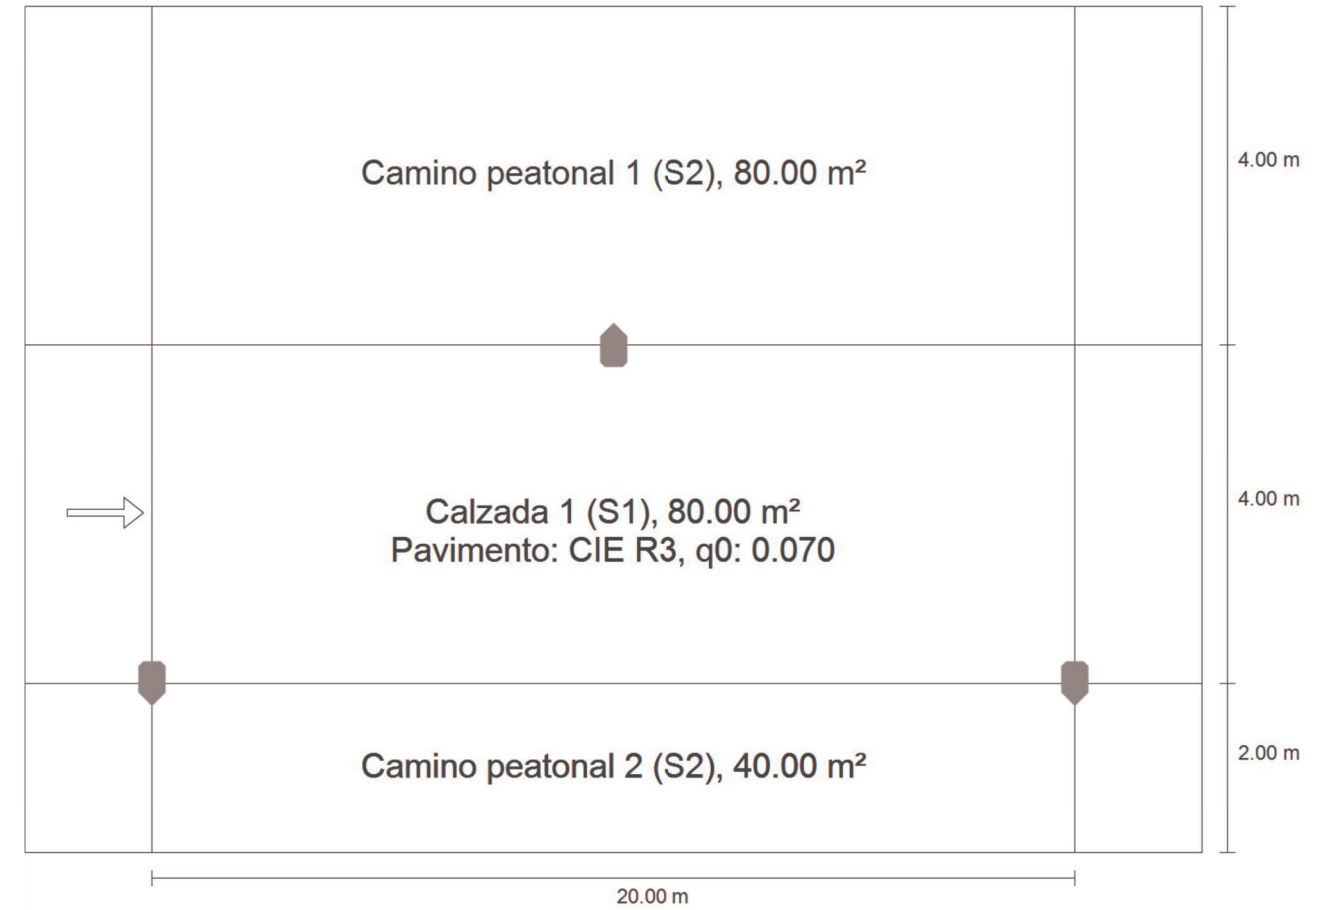 Camino peatonal 1 (S2), 80.00 m²
4.00 m
Calzada 1 (S1), 80.00 m²
Pavimento: CIE R3, q0: 0.070
4.00 m
Camino peatonal 2 (S2), 40.00 m²
2.00 m
20.00 m